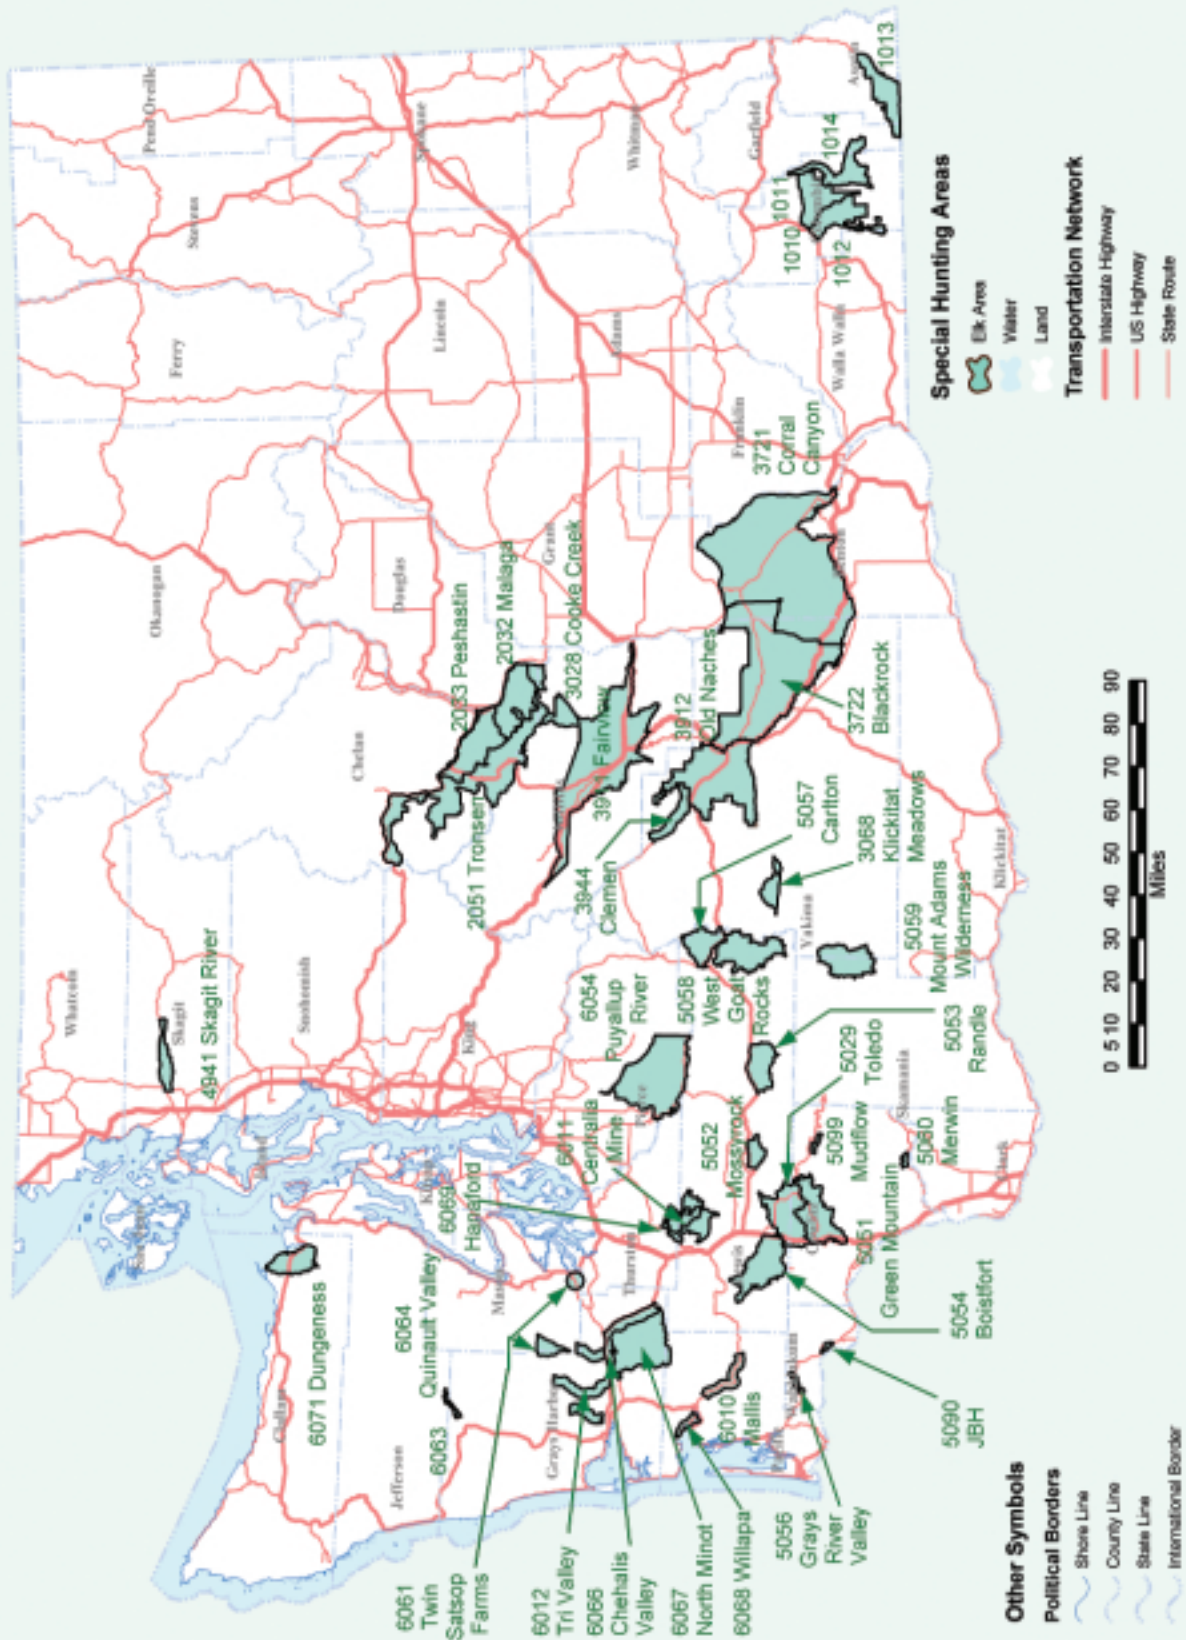 Whatcom
Okanogan
Ferry
Stevens
Pend Oreille
Skagit
4941 Skagit River
Snohomish
Chelan
Douglas
Lincoln
Spokane
Clallam
6071 Dungeness
Jefferson
6063
6064
Quinault Valley
Grays Harbor
Mason
King
2033 Peshastin
2032 Malaga
2051 Tronsen
3028 Cooke Creek
Grant
Adams
Whitman
3911 Fairview
3912
Old Naches
3944
Clemen
6069
Hanaford
6011
Centralia
Mine
6054
Puyallup
River
Pierce
Thurston
5052
Mossyrock
5058
West
Goat
Rocks
5057
Carlton
3068
Klickitat
Meadows
3722
Blackrock
3721
Corral
Canyon
Franklin
Benton
Walla Walla
Garfield
Columbia
Asotin
1010
1011
1012
1014
1013
Yakima
5059
Mount Adams
Wilderness
5053
Randle
5029
Toledo
5099
Mudflow
5060
Merwin
5051
Green Mountain
5054
Boistfort
Skamania
Klickitat
Clark
Lewis
Wahkiakum
Pacific
6061
Twin
Satsop
Farms
6012
Tri Valley
6066
Chehalis
Valley
6067
North Minot
6068 Willapa
6010
Mallis
5056
Grays
River
Valley
5090
JBH
Other Symbols
Political Borders
Shore Line
County Line
State Line
International Border
0 5 10 20 30 40 50 60 70 80 90
Miles
Special Hunting Areas
Elk Area
Water
Land
Transportation Network
Interstate Highway
US Highway
State Route